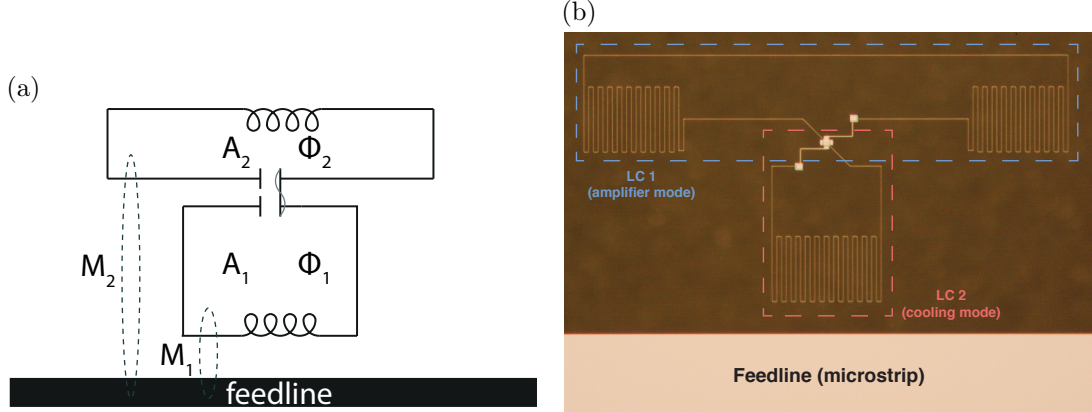 (a)
A₂ Φ₂
M₂
A₁ Φ₁
M₁
feedline
(b)
LC 1
(amplifier mode)
LC 2
(cooling mode)
Feedline (microstrip)